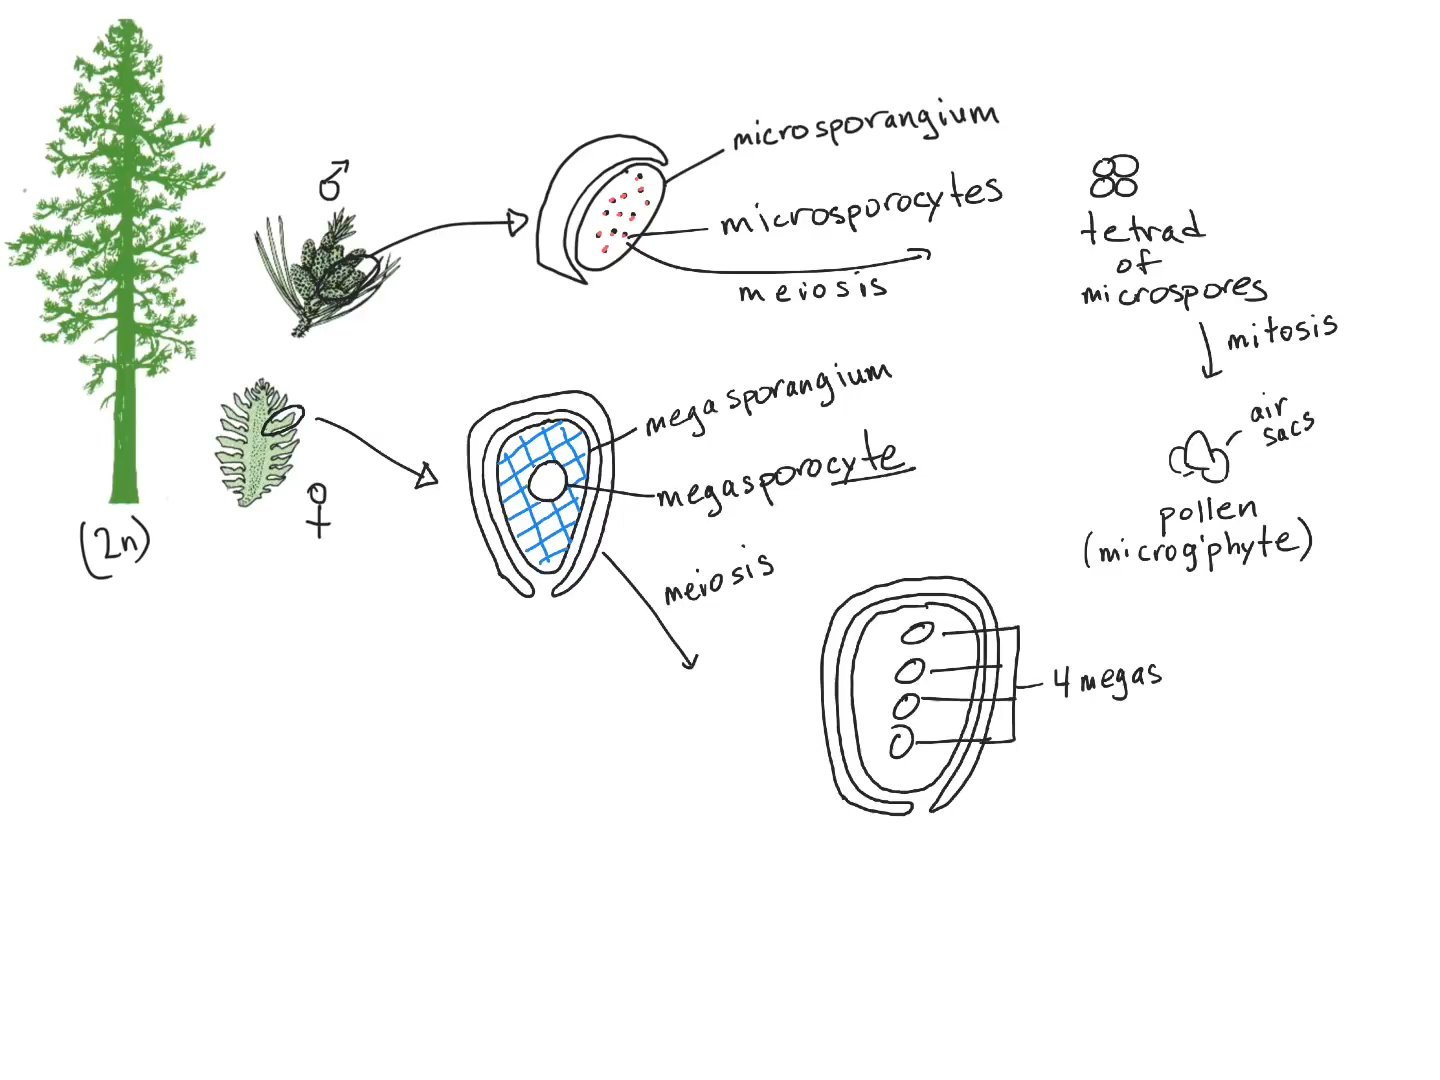 microsporangium
microsporocytes
meiosis
tetrad
of
microspores
mitosis
air
sacs
pollen
(microg'phyte)
megasporangium
megasporocyte
meiosis
(2n)
4 megas